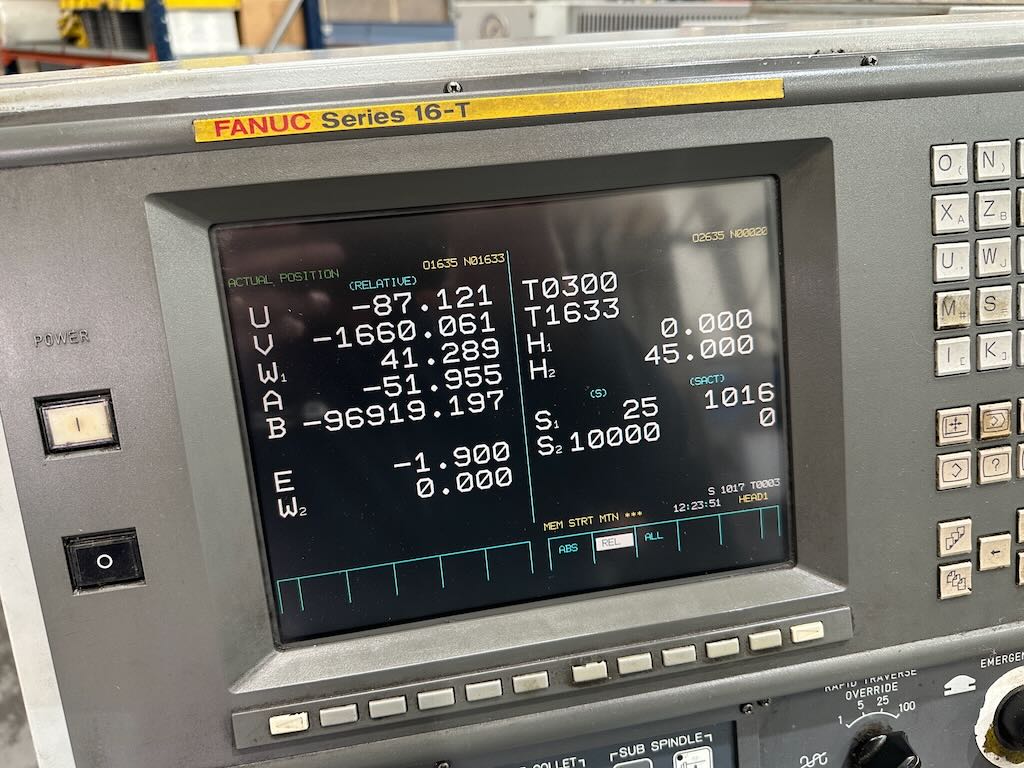 FANUC Series 16-T
ACTUAL POSITION (RELATIVE) O1635 N01633
U -87.121
V -1660.061
W1 41.289
A -51.955
B -96919.197
E -1.900
W2 0.000
O2635 N00020
T0300
T1633
H1 0.000
H2 45.000
(S) (SACT)
S1 25 1016
S2 10000 0
S 1017 T0003
MEM STRT MTN *** 12:23:51 HEAD1
ABS REL ALL
POWER
I
O
O( N)
XA ZB
U WJ
M# S=
I[ K]
?
RAPID TRAVERSE
OVERRIDE
1 5 25 100
SUB SPINDLE